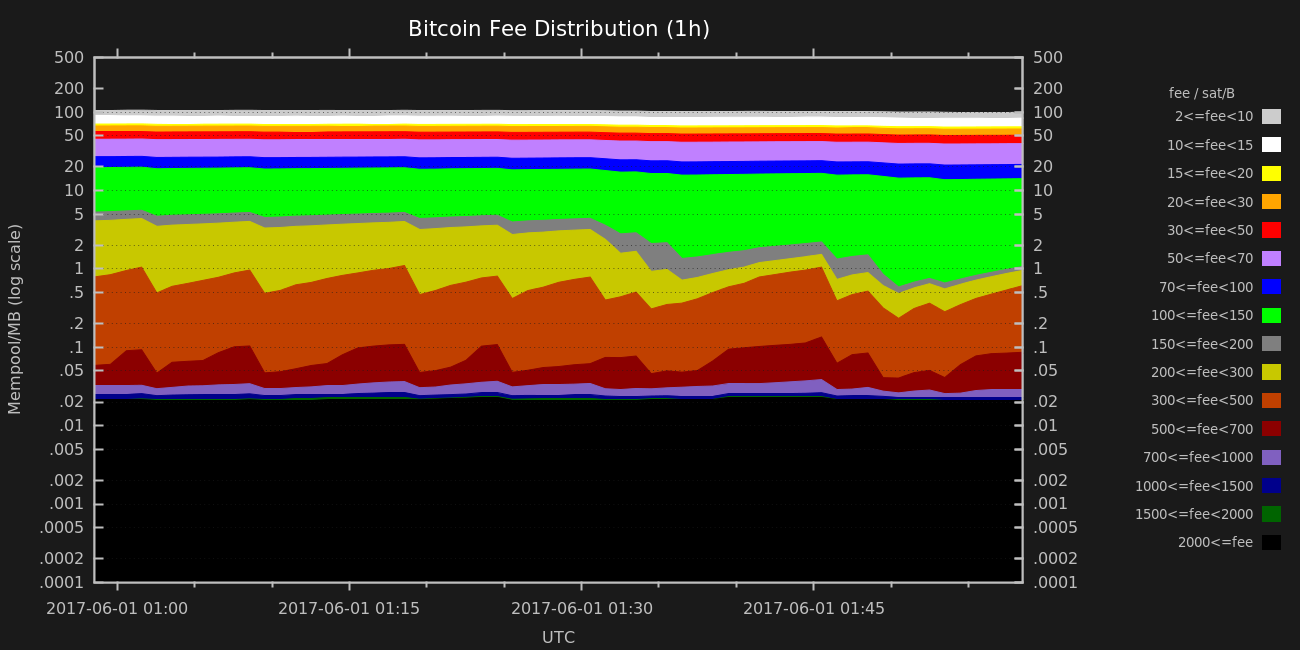 Bitcoin Fee Distribution (1h)
Mempool/MB (log scale)
500
200
100
50
20
10
5
2
1
.5
.2
.1
.05
.02
.01
.005
.002
.001
.0005
.0002
.0001
500
200
100
50
20
10
5
2
1
.5
.2
.1
.05
.02
.01
.005
.002
.001
.0005
.0002
.0001
2017-06-01 01:00
2017-06-01 01:15
2017-06-01 01:30
2017-06-01 01:45
UTC
fee / sat/B
2<=fee<10
10<=fee<15
15<=fee<20
20<=fee<30
30<=fee<50
50<=fee<70
70<=fee<100
100<=fee<150
150<=fee<200
200<=fee<300
300<=fee<500
500<=fee<700
700<=fee<1000
1000<=fee<1500
1500<=fee<2000
2000<=fee